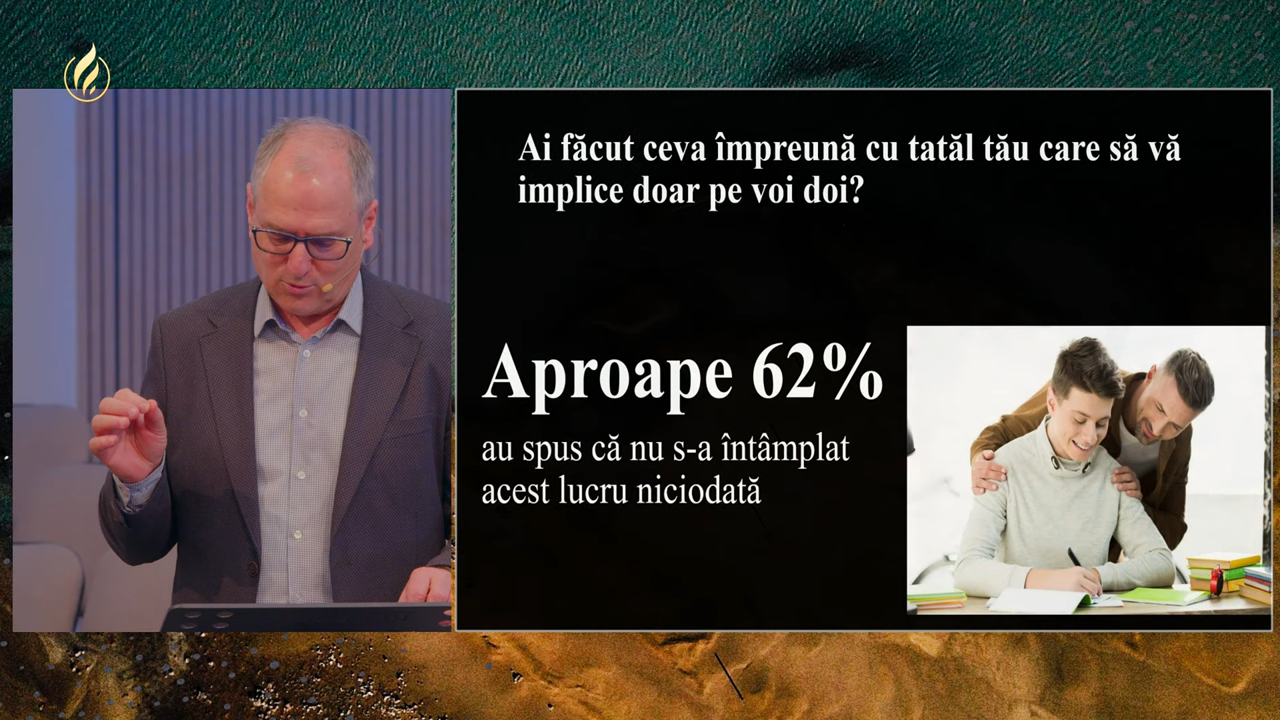 Ai făcut ceva împreună cu tatăl tău care să vă
implice doar pe voi doi?
Aproape 62%
au spus că nu s-a întâmplat
acest lucru niciodată